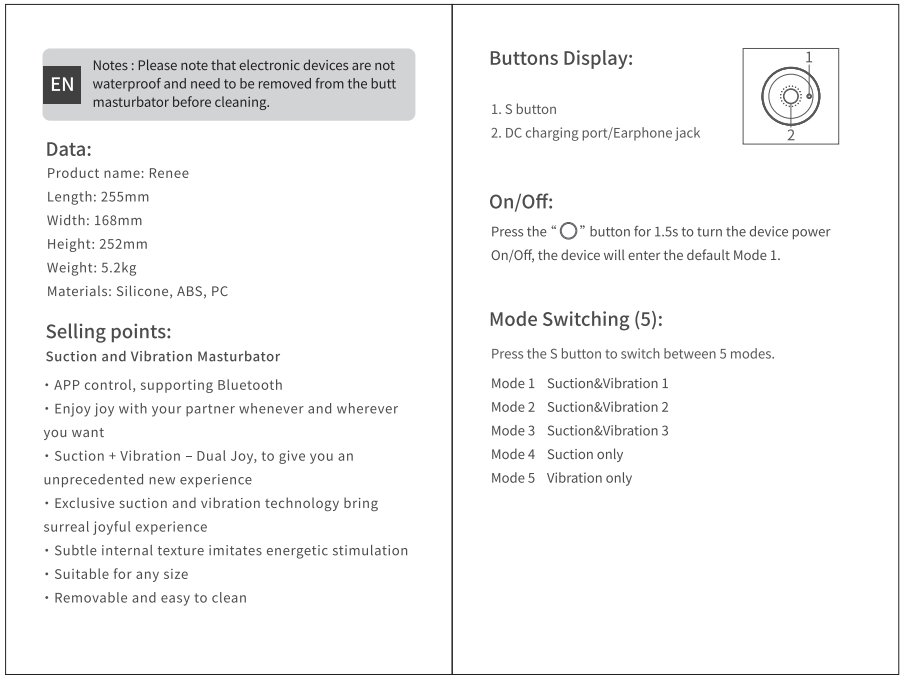 EN
Notes : Please note that electronic devices are not
waterproof and need to be removed from the butt
masturbator before cleaning.
Data:
Product name: Renee
Length: 255mm
Width: 168mm
Height: 252mm
Weight: 5.2kg
Materials: Silicone, ABS, PC
Selling points:
Suction and Vibration Masturbator
· APP control, supporting Bluetooth
· Enjoy joy with your partner whenever and wherever
you want
· Suction + Vibration – Dual Joy, to give you an
unprecedented new experience
· Exclusive suction and vibration technology bring
surreal joyful experience
· Subtle internal texture imitates energetic stimulation
· Suitable for any size
· Removable and easy to clean
Buttons Display:
1. S button
2. DC charging port/Earphone jack
1
2
On/Off:
Press the “ ◯ ” button for 1.5s to turn the device power
On/Off, the device will enter the default Mode 1.
Mode Switching (5):
Press the S button to switch between 5 modes.
Mode 1 Suction&Vibration 1
Mode 2 Suction&Vibration 2
Mode 3 Suction&Vibration 3
Mode 4 Suction only
Mode 5 Vibration only